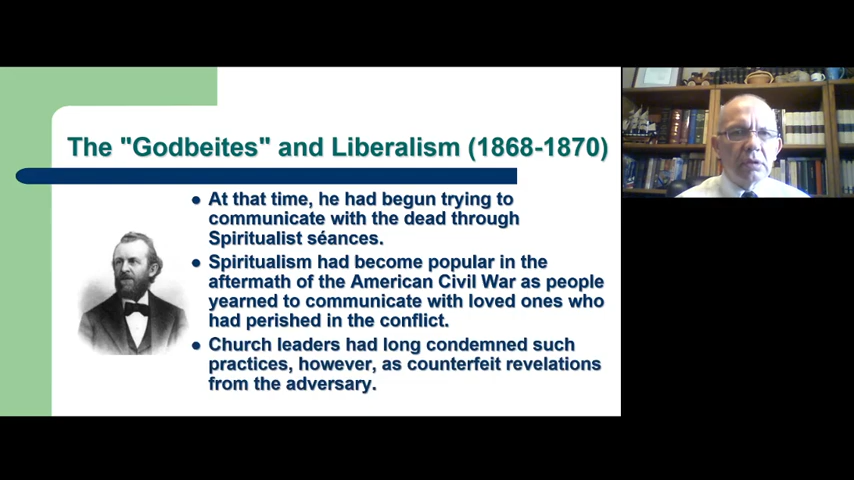 The "Godbeites" and Liberalism (1868-1870)
● At that time, he had begun trying to
communicate with the dead through
Spiritualist séances.
● Spiritualism had become popular in the
aftermath of the American Civil War as people
yearned to communicate with loved ones who
had perished in the conflict.
● Church leaders had long condemned such
practices, however, as counterfeit revelations
from the adversary.